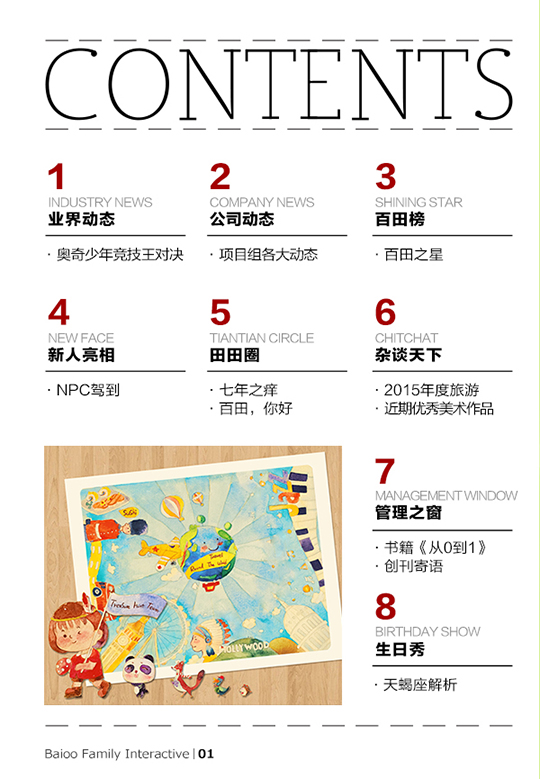 CONTENTS
1
INDUSTRY NEWS
业界动态
· 奥奇少年竞技王对决
2
COMPANY NEWS
公司动态
· 项目组各大动态
3
SHINING STAR
百田榜
· 百田之星
4
NEW FACE
新人亮相
· NPC驾到
5
TIANTIAN CIRCLE
田田圈
· 七年之痒
· 百田，你好
6
CHITCHAT
杂谈天下
· 2015年度旅游
· 近期优秀美术作品
HOLLYWOOD
7
MANAGEMENT WINDOW
管理之窗
· 书籍《从0到1》
· 创刊寄语
8
BIRTHDAY SHOW
生日秀
· 天蝎座解析
Baioo Family Interactive | 01